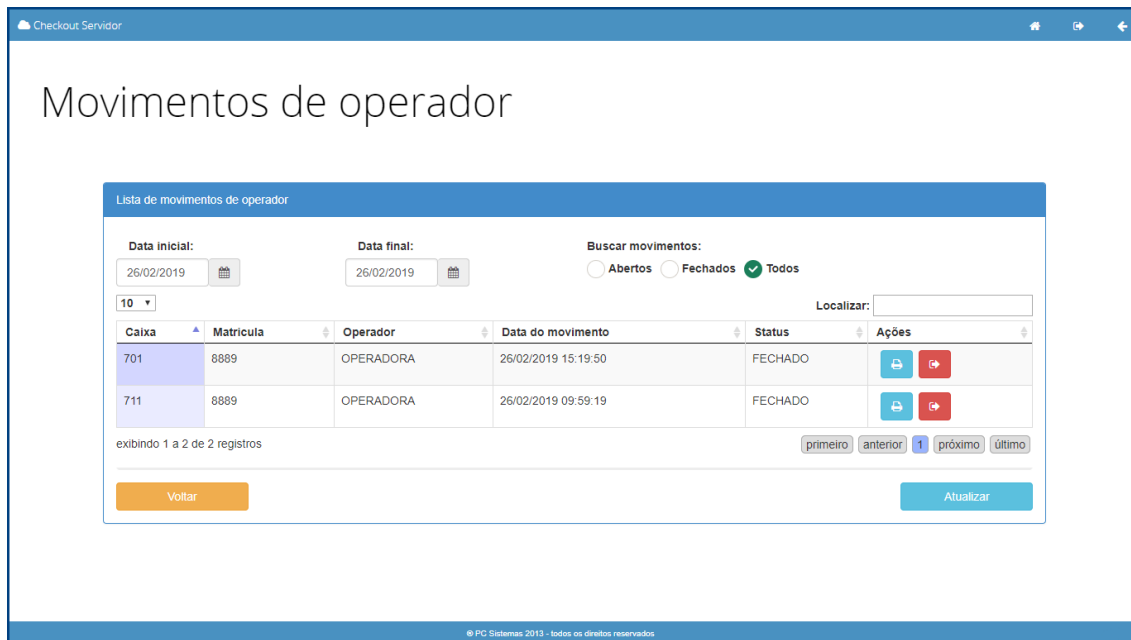 Checkout Servidor
Movimentos de operador
Lista de movimentos de operador
Data inicial: Data final: Buscar movimentos:
26/02/2019 26/02/2019 Abertos Fechados Todos
10 Localizar:
Caixa Matricula Operador Data do movimento Status Ações
701 8889 OPERADORA 26/02/2019 15:19:50 FECHADO
711 8889 OPERADORA 26/02/2019 09:59:19 FECHADO
exibindo 1 a 2 de 2 registros primeiro anterior 1 próximo último
Voltar Atualizar
® PC Sistemas 2013 - todos os direitos reservados